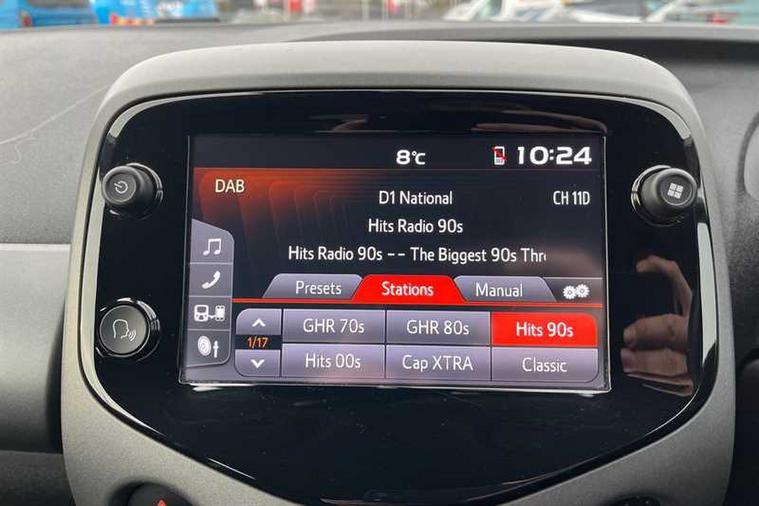 8°C 10:24
DAB
D1 National CH 11D
Hits Radio 90s
Hits Radio 90s -- The Biggest 90s Thr
Presets Stations Manual
GHR 70s GHR 80s Hits 90s
1/17
Hits 00s Cap XTRA Classic